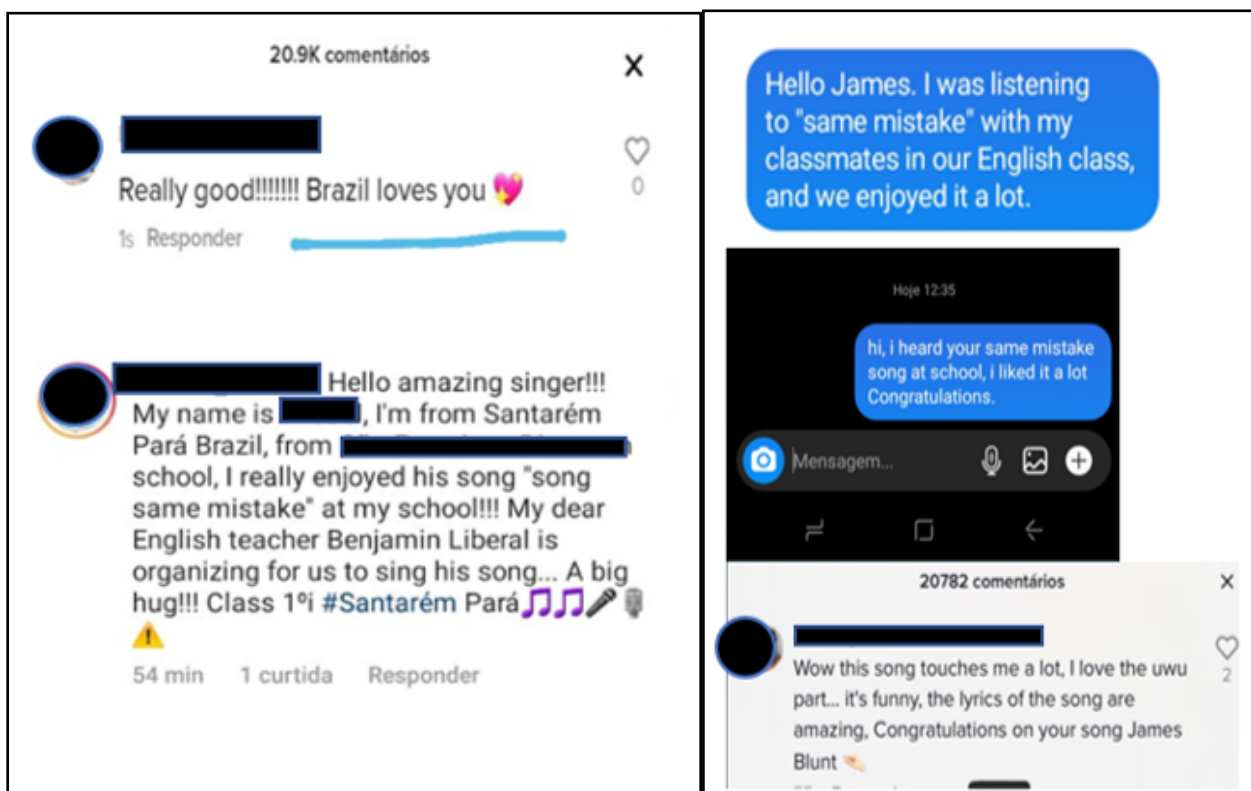 20.9K comentários
X
Really good!!!!!!! Brazil loves you 💖
0
1s Responder
Hello amazing singer!!!
My name is , I'm from Santarém
Pará Brazil, from
school, I really enjoyed his song "song
same mistake" at my school!!! My dear
English teacher Benjamin Liberal is
organizing for us to sing his song... A big
hug!!! Class 1ºi #Santarém Pará🎵🎵🎤🎙
⚠️
54 min 1 curtida Responder
Hello James. I was listening
to "same mistake" with my
classmates in our English class,
and we enjoyed it a lot.
Hoje 12:35
hi, i heard your same mistake
song at school, i liked it a lot
Congratulations.
Mensagem...
20782 comentários
X
Wow this song touches me a lot, I love the uwu
2
part... it's funny, the lyrics of the song are
amazing, Congratulations on your song James
Blunt 🤏🏻